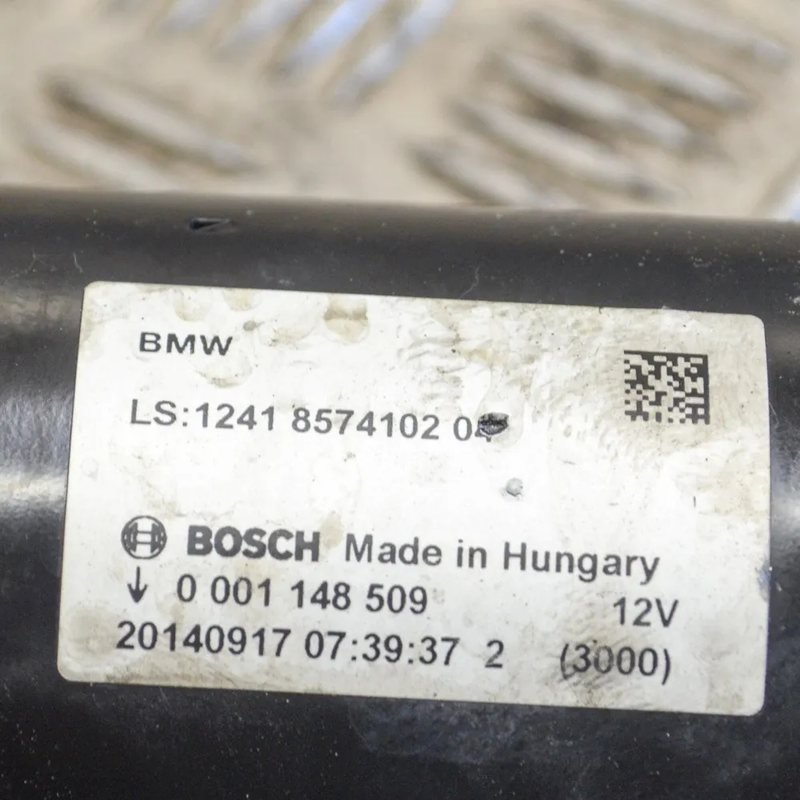 BMW
LS:1241 8574102
BOSCH Made in Hungary
↓ 0 001 148 509 12V
20140917 07:39:37 2 (3000)